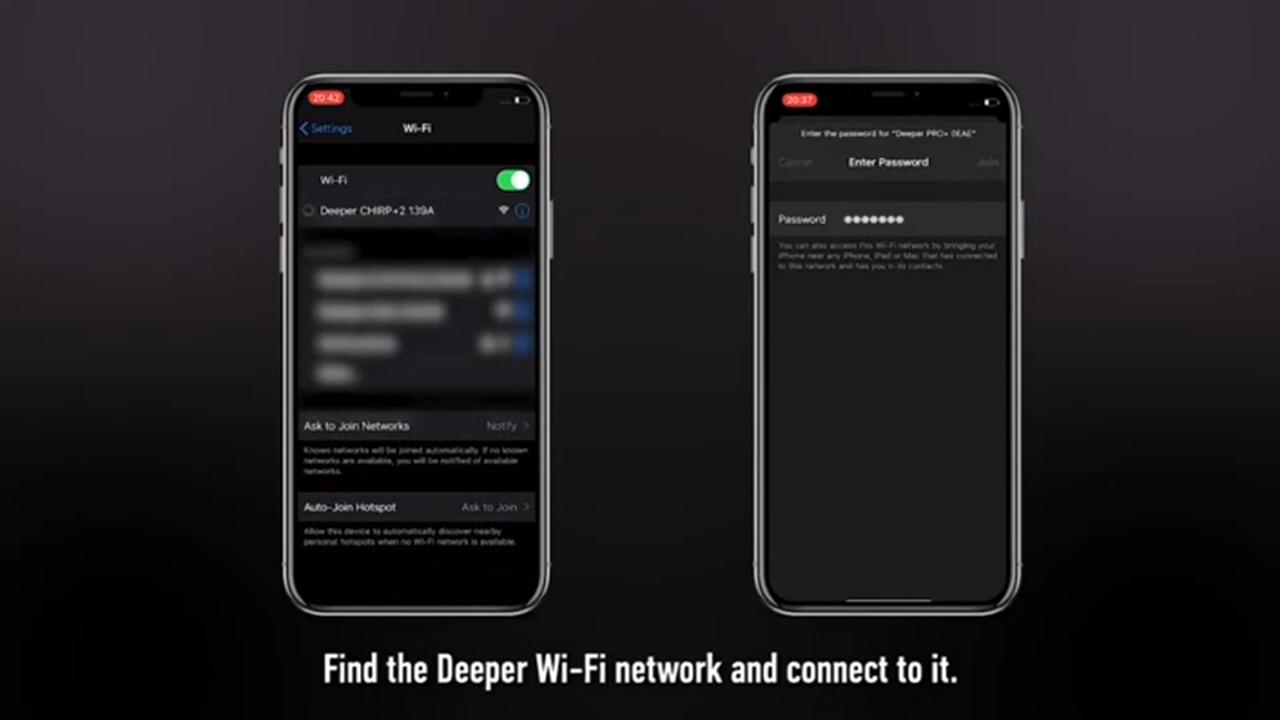 20:42
Settings
Wi-Fi
Wi-Fi
Deeper CHIRP+2 139A
Ask to Join Networks
Notify
Known networks will be joined automatically. If no known
networks are available, you will be notified of available
networks.
Auto-Join Hotspot
Ask to Join
Allow this device to automatically discover nearby
personal hotspots when no Wi-Fi network is available.
20:37
Enter the password for "Deeper PRO+ 0EAE"
Cancel
Enter Password
Join
Password
You can also access this Wi-Fi network by bringing your
iPhone near any iPhone, iPad or Mac that has connected
to this network and has you in its contacts.
Find the Deeper Wi-Fi network and connect to it.